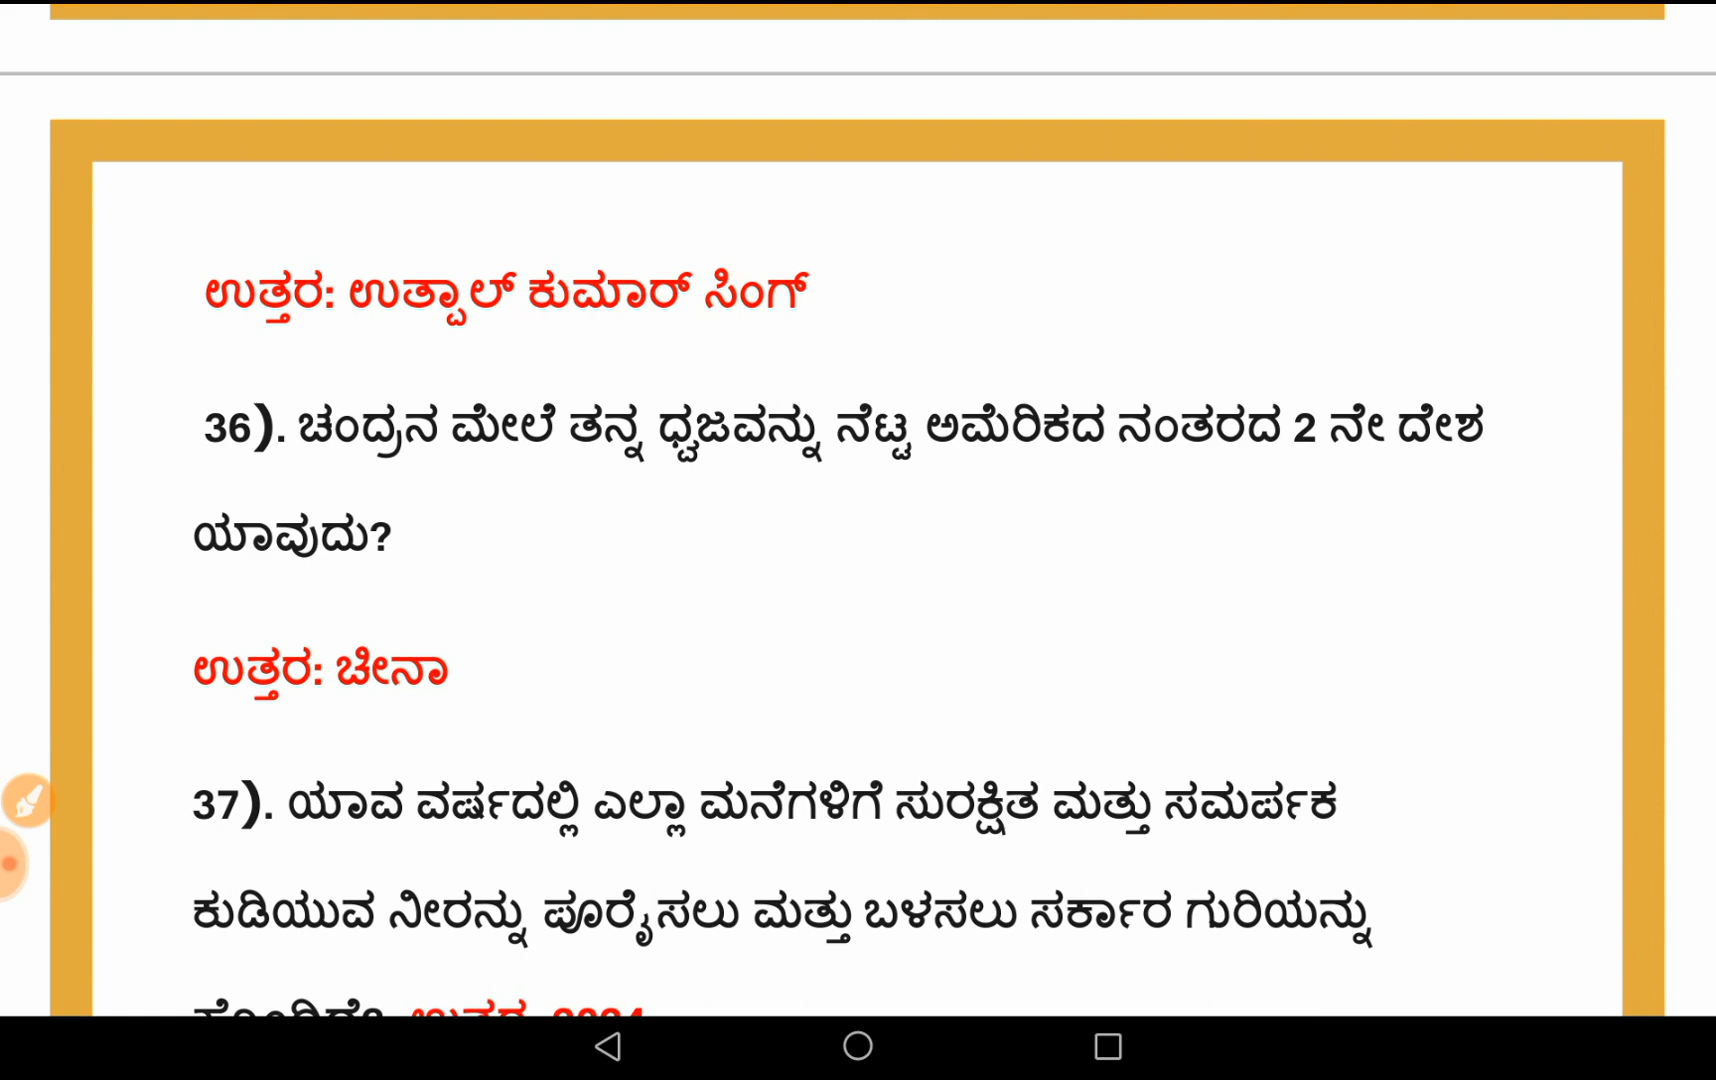 ಉತ್ತರ: ಉತ್ಪಾಲ್ ಕುಮಾರ್ ಸಿಂಗ್
36). ಚಂದ್ರನ ಮೇಲೆ ತನ್ನ ಧ್ವಜವನ್ನು ನೆಟ್ಟ ಅಮೆರಿಕದ ನಂತರದ 2 ನೇ ದೇಶ
ಯಾವುದು?
ಉತ್ತರ: ಚೀನಾ
37). ಯಾವ ವರ್ಷದಲ್ಲಿ ಎಲ್ಲಾ ಮನೆಗಳಿಗೆ ಸುರಕ್ಷಿತ ಮತ್ತು ಸಮರ್ಪಕ
ಕುಡಿಯುವ ನೀರನ್ನು ಪೂರೈಸಲು ಮತ್ತು ಬಳಸಲು ಸರ್ಕಾರ ಗುರಿಯನ್ನು